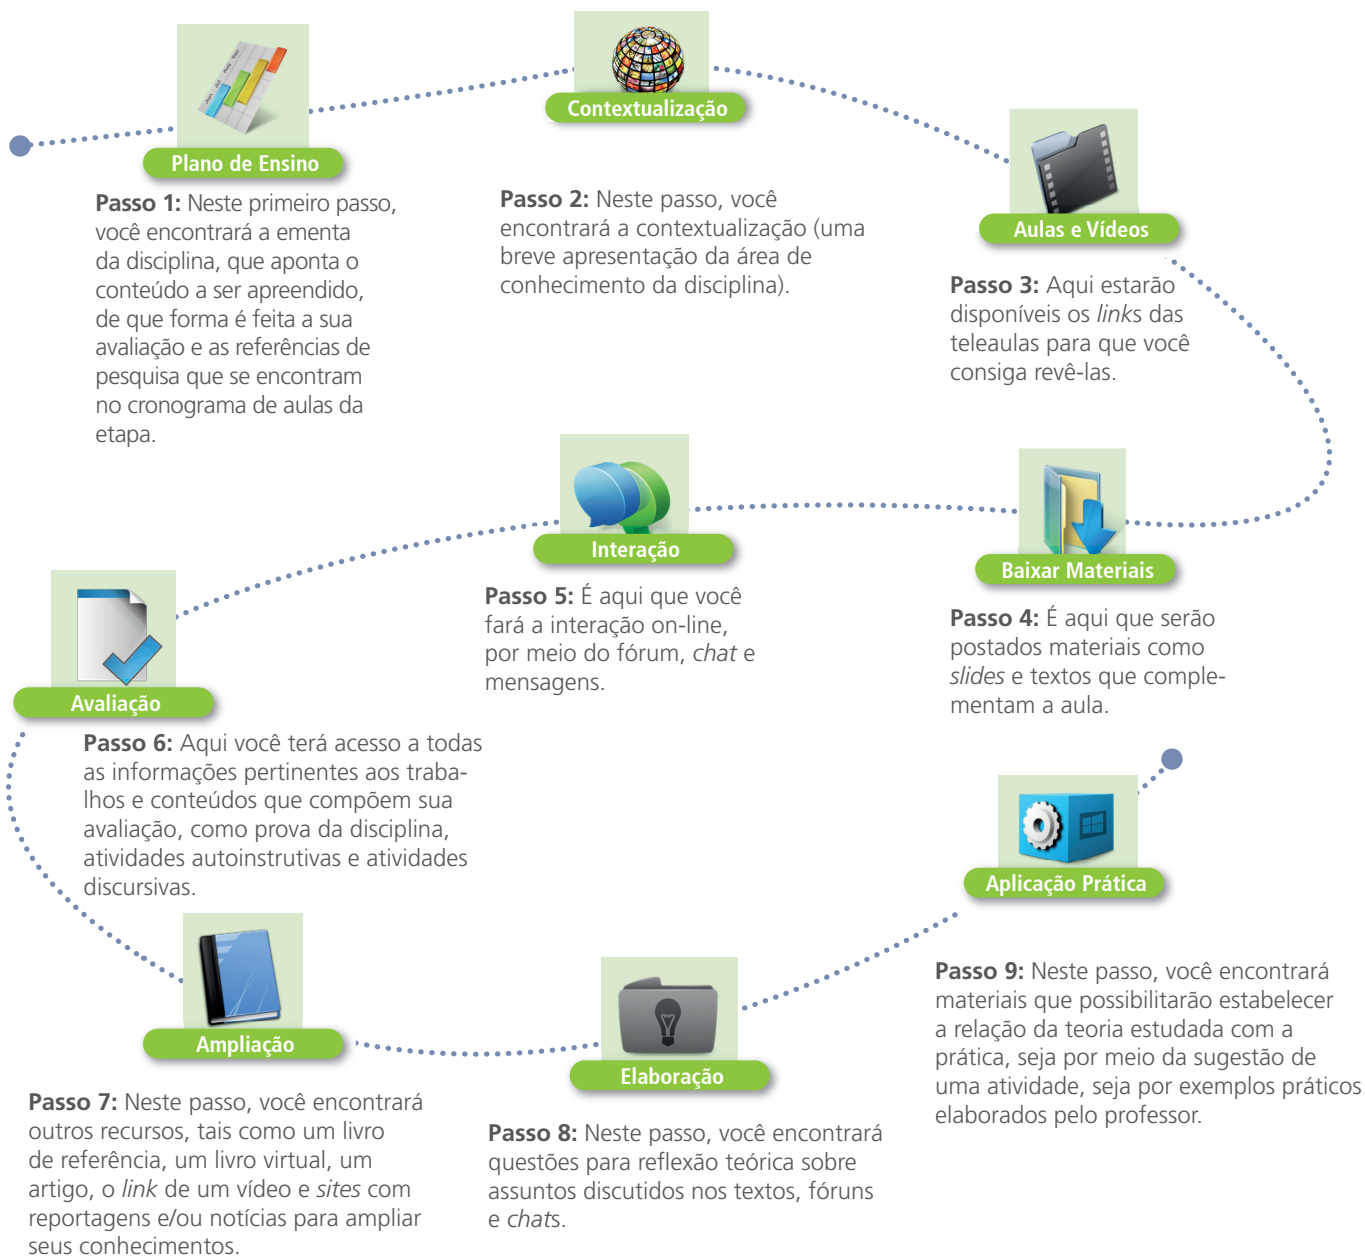 Plano de Ensino
Passo 1: Neste primeiro passo,
você encontrará a ementa
da disciplina, que aponta o
conteúdo a ser apreendido,
de que forma é feita a sua
avaliação e as referências de
pesquisa que se encontram
no cronograma de aulas da
etapa.
Contextualização
Passo 2: Neste passo, você
encontrará a contextualização (uma
breve apresentação da área de
conhecimento da disciplina).
Aulas e Vídeos
Passo 3: Aqui estarão
disponíveis os links das
teleaulas para que você
consiga revê-las.
Baixar Materiais
Passo 4: É aqui que serão
postados materiais como
slides e textos que comple-
mentam a aula.
Interação
Passo 5: É aqui que você
fará a interação on-line,
por meio do fórum, chat e
mensagens.
Avaliação
Passo 6: Aqui você terá acesso a todas
as informações pertinentes aos traba-
lhos e conteúdos que compõem sua
avaliação, como prova da disciplina,
atividades autoinstrutivas e atividades
discursivas.
Ampliação
Passo 7: Neste passo, você encontrará
outros recursos, tais como um livro
de referência, um livro virtual, um
artigo, o link de um vídeo e sites com
reportagens e/ou notícias para ampliar
seus conhecimentos.
Elaboração
Passo 8: Neste passo, você encontrará
questões para reflexão teórica sobre
assuntos discutidos nos textos, fóruns
e chats.
Aplicação Prática
Passo 9: Neste passo, você encontrará
materiais que possibilitarão estabelecer
a relação da teoria estudada com a
prática, seja por meio da sugestão de
uma atividade, seja por exemplos práticos
elaborados pelo professor.